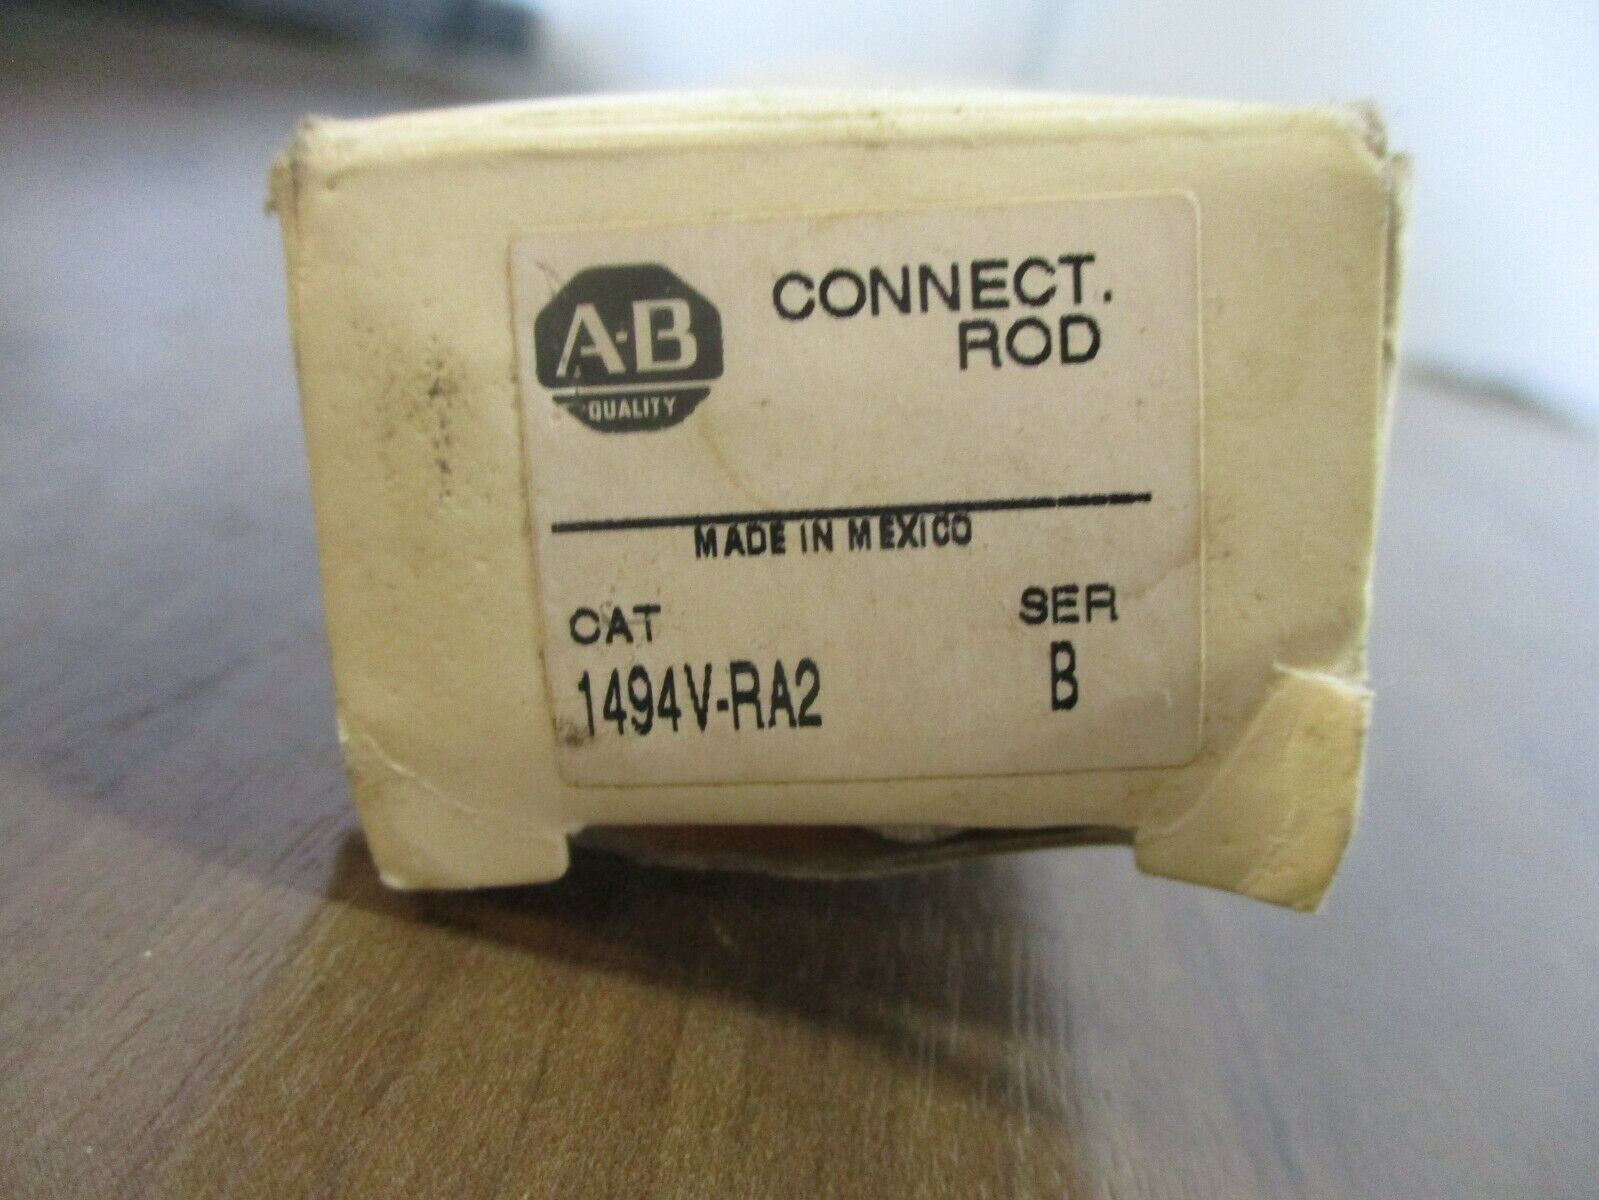 A-B
QUALITY
CONNECT.
ROD
MADE IN MEXICO
CAT
SER
1494V-RA2
B